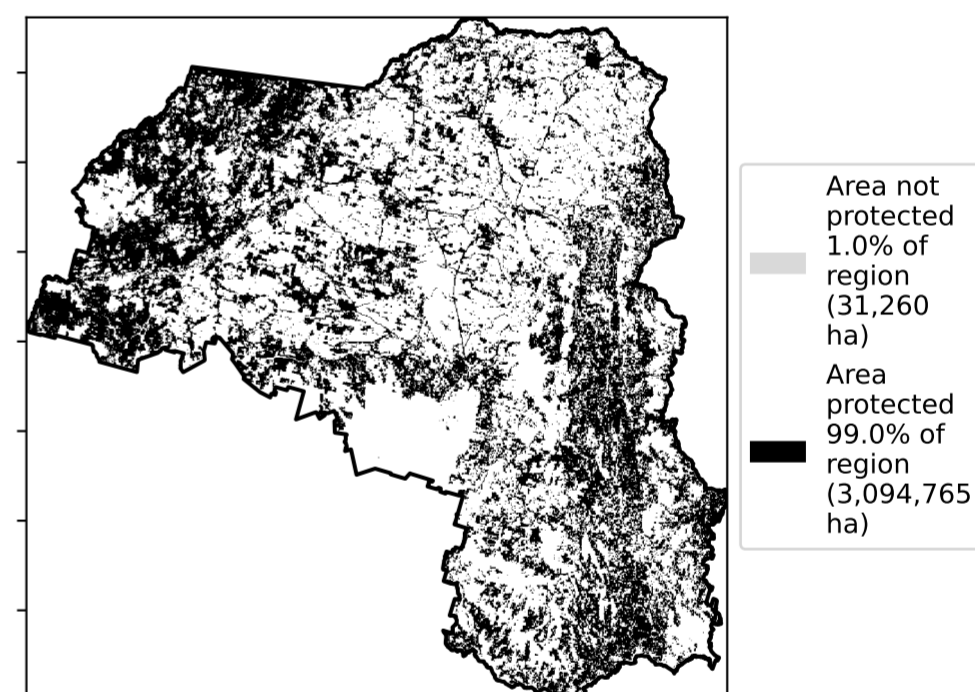 Area not
protected
1.0% of
region
(31,260
ha)
Area
protected
99.0% of
region
(3,094,765
ha)